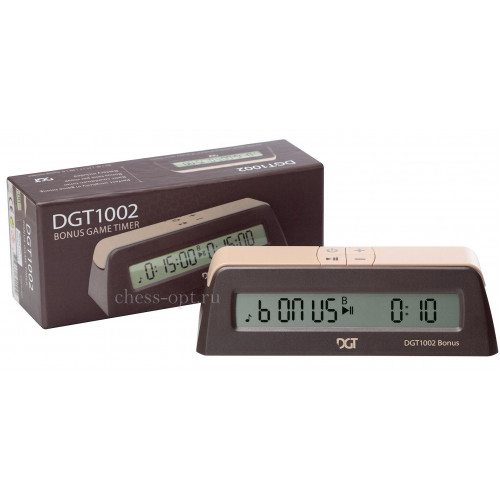 DGT1002
BONUS GAME TIMER
0:15:00 0:15:00
DGT1002
DGT1002
chess-opt.ru
bONUS B 0:10
DGT
DGT1002 Bonus